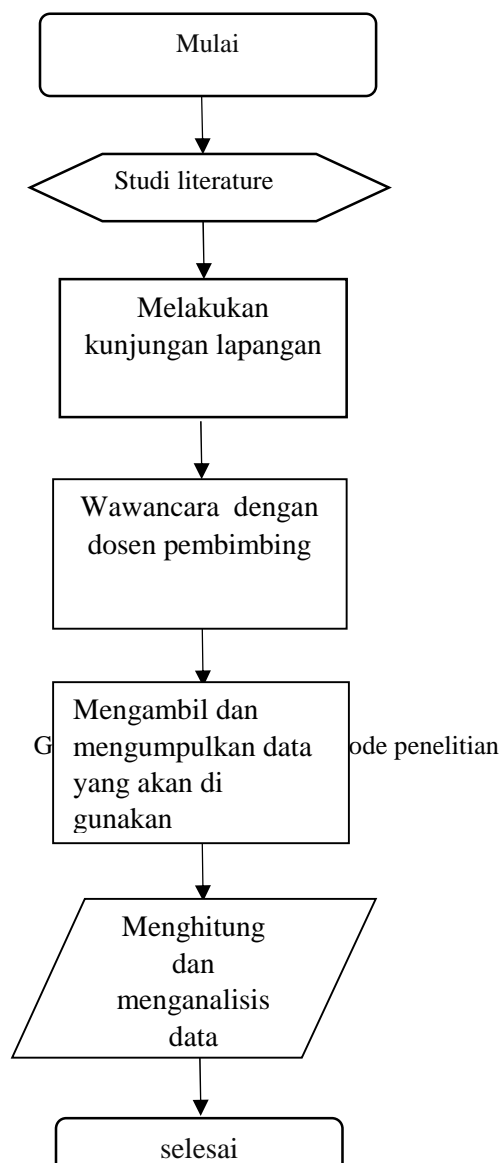 Mulai
Studi literature
Melakukan
kunjungan lapangan
Wawancara dengan
dosen pembimbing
Mengambil dan
mengumpulkan data
yang akan di
gunakan
G
ode penelitian
Menghitung
dan
menganalisis
data
selesai